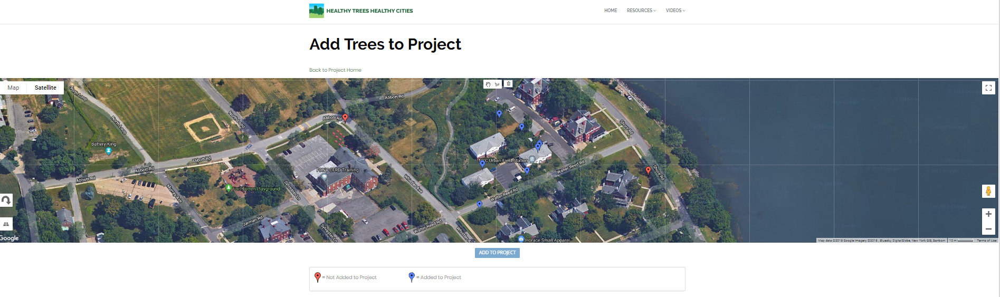 HEALTHY TREES HEALTHY CITIES
HOME
RESOURCES
VIDEOS
Add Trees to Project
Back to Project Home
Map
Satellite
North Loop
North Loop
North Loop
Abbott Rd
Abbott Rd
Shore Rd
Battery King
Abbott Rd
NYC Urban Field Station
Walter Reed Rd
Abbott Rd
FDNY CFRD Training
Shore Rd
Abbott Rd
Fort Totten Playground
Murray Ave
Sylvester Ln
Whistler Ave
Walter Reed Rd
Jarman Rd
Sylvester Ln
Walter Reed Rd
Whistler A
Horace Small Apparel
Google
Map data ©2018 Google Imagery ©2018 , Bluesky, DigitalGlobe, New York GIS, Sanborn
10 m
Terms of Use
ADD TO PROJECT
= Not Added to Project
= Added to Project